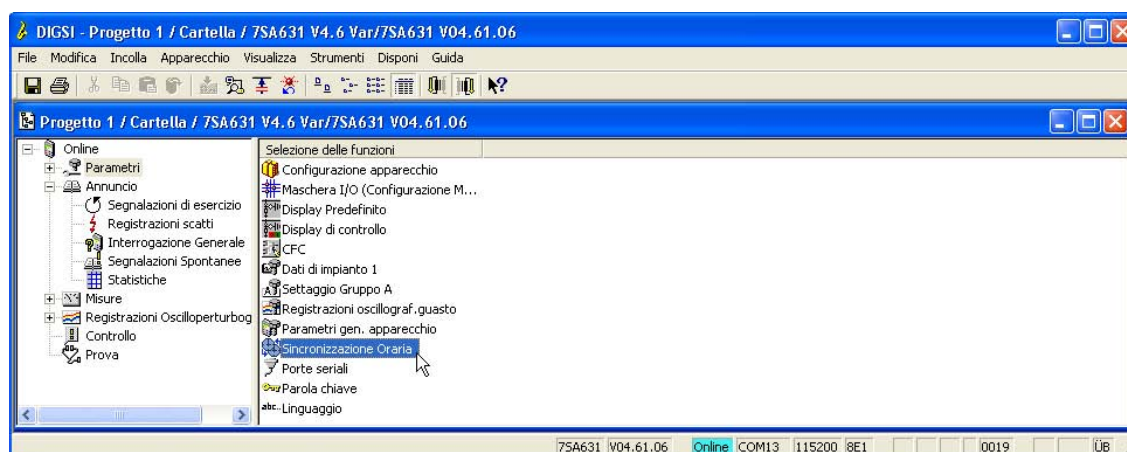 DIGSI - Progetto 1 / Cartella / 7SA631 V4.6 Var/7SA631 V04.61.06
File Modifica Incolla Apparecchio Visualizza Strumenti Disponi Guida
Progetto 1 / Cartella / 7SA631 V4.6 Var/7SA631 V04.61.06
Online
Parametri
Annuncio
Segnalazioni di esercizio
Registrazioni scatti
Interrogazione Generale
Segnalazioni Spontanee
Statistiche
Misure
Registrazioni Oscilloperturbog
Controllo
Prova
Selezione delle funzioni
Configurazione apparecchio
Maschera I/O (Configurazione M...
Display Predefinito
Display di controllo
CFC
Dati di impianto 1
Settaggio Gruppo A
Registrazioni oscillograf.guasto
Parametri gen. apparecchio
Sincronizzazione Oraria
Porte seriali
Parola chiave
abc.. Linguaggio
7SA631 V04.61.06 Online COM13 115200 8E1 0019 ÜB